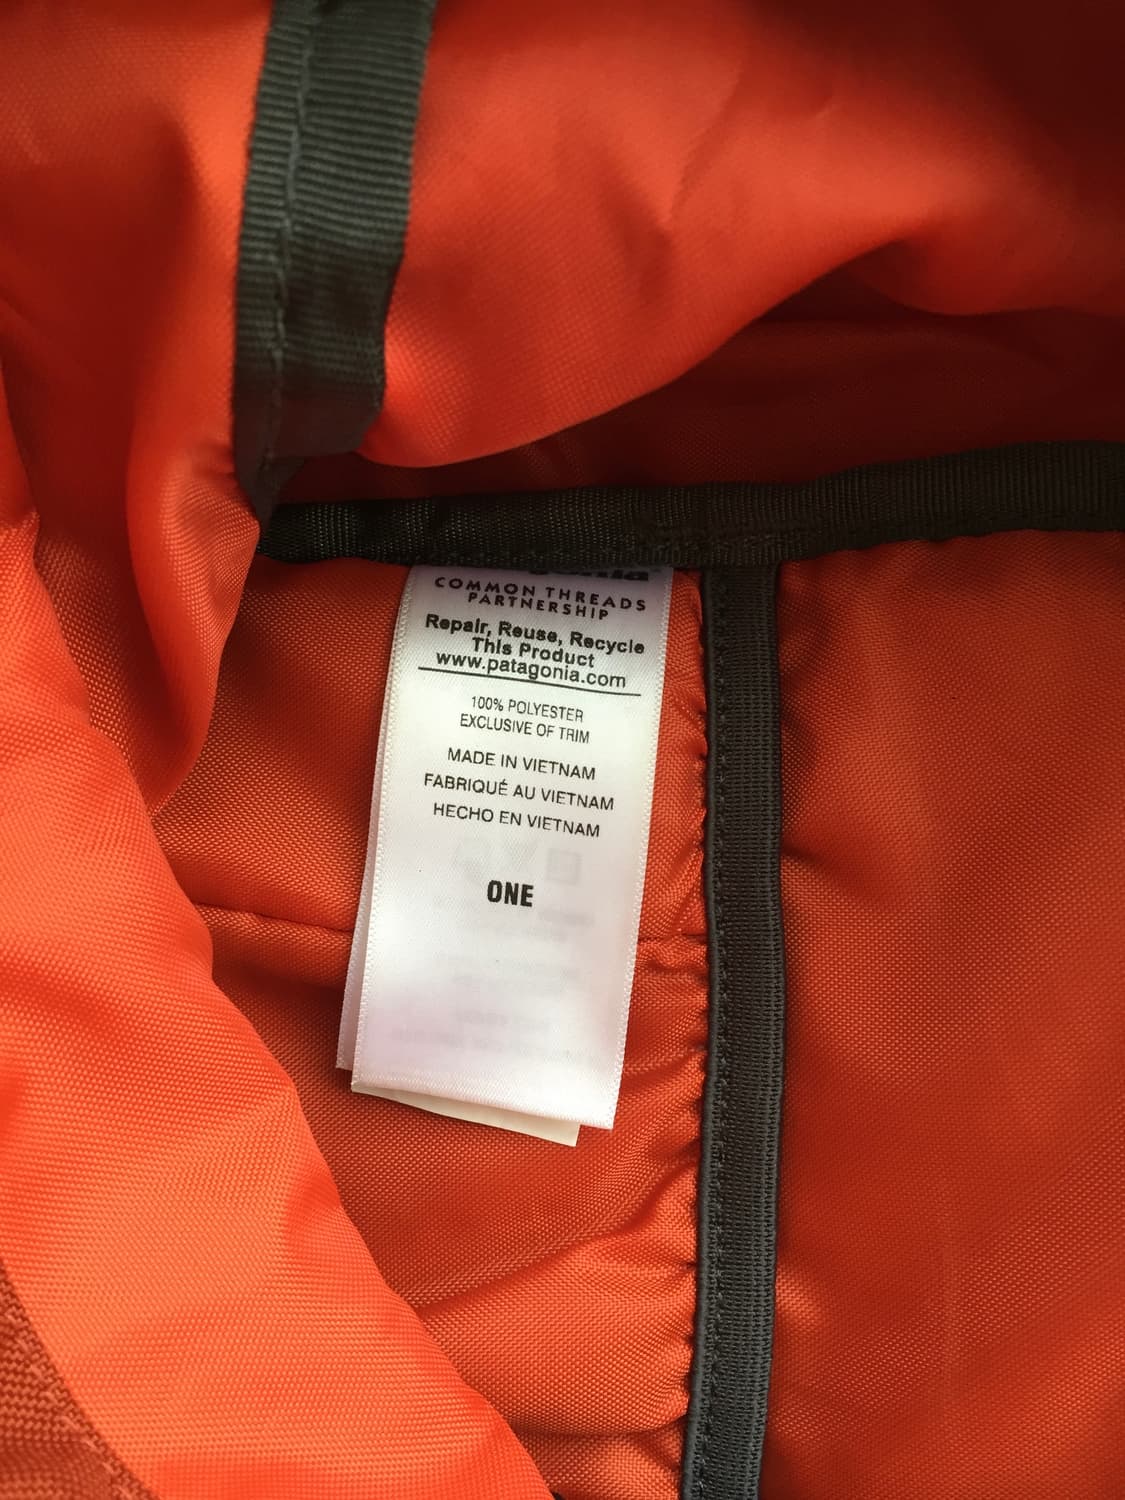 COMMON THREADS
PARTNERSHIP
Repair, Reuse, Recycle
This Product
www.patagonia.com
100% POLYESTER
EXCLUSIVE OF TRIM
MADE IN VIETNAM
FABRIQUÉ AU VIETNAM
HECHO EN VIETNAM
ONE